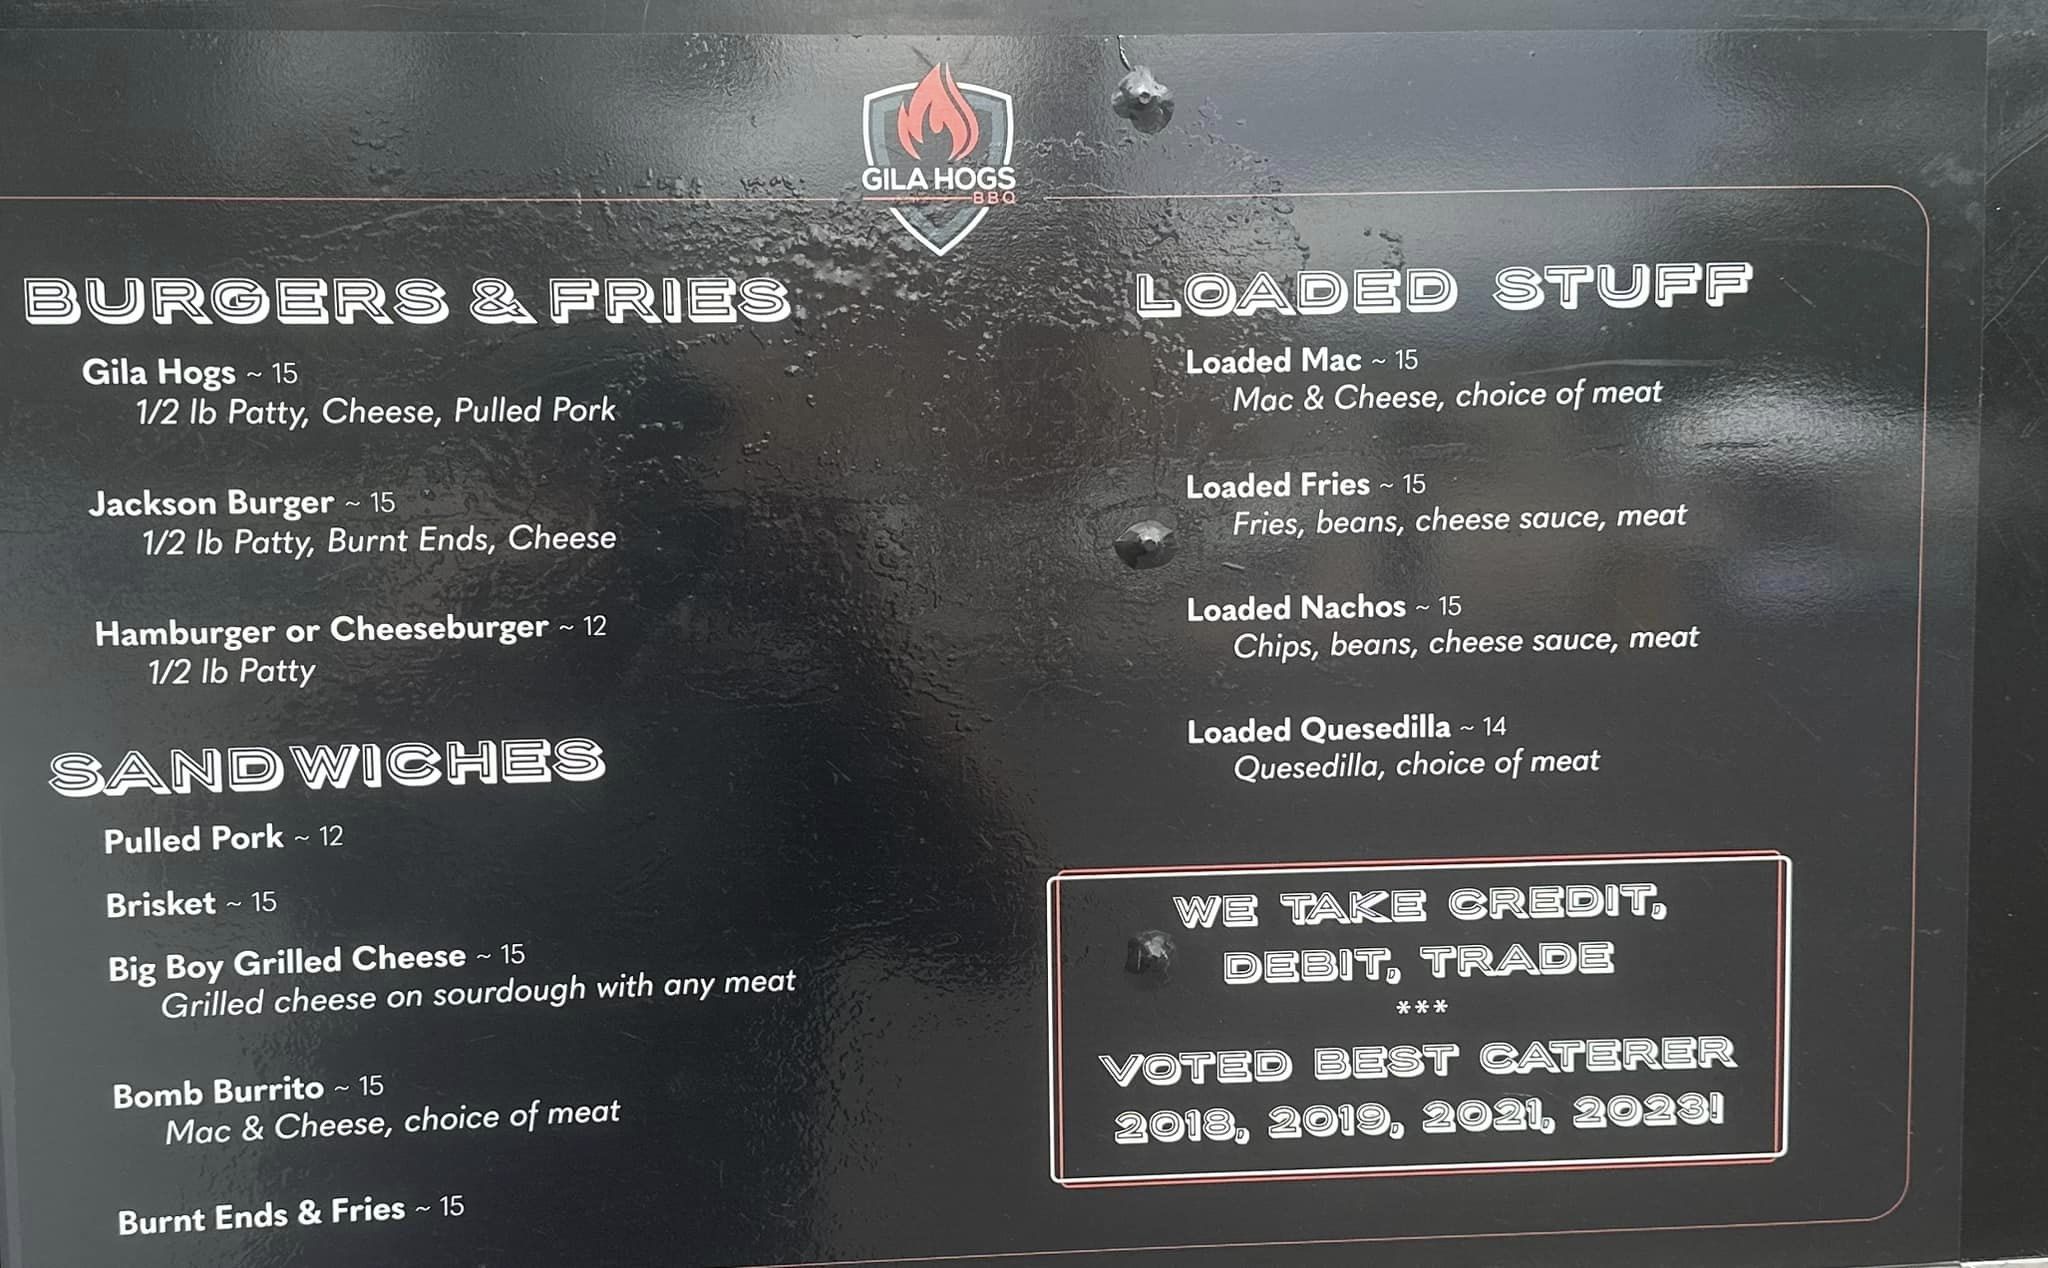 GILA HOGS
BBQ
BURGERS & FRIES
Gila Hogs ~ 15
1/2 lb Patty, Cheese, Pulled Pork
Jackson Burger ~ 15
1/2 lb Patty, Burnt Ends, Cheese
Hamburger or Cheeseburger ~ 12
1/2 lb Patty
SANDWICHES
Pulled Pork ~ 12
Brisket ~ 15
Big Boy Grilled Cheese ~ 15
Grilled cheese on sourdough with any meat
Bomb Burrito ~ 15
Mac & Cheese, choice of meat
Burnt Ends & Fries ~ 15
LOADED STUFF
Loaded Mac ~ 15
Mac & Cheese, choice of meat
Loaded Fries ~ 15
Fries, beans, cheese sauce, meat
Loaded Nachos ~ 15
Chips, beans, cheese sauce, meat
Loaded Quesedilla ~ 14
Quesedilla, choice of meat
WE TAKE CREDIT,
DEBIT, TRADE
***
VOTED BEST CATERER
2018, 2019, 2021, 2023!